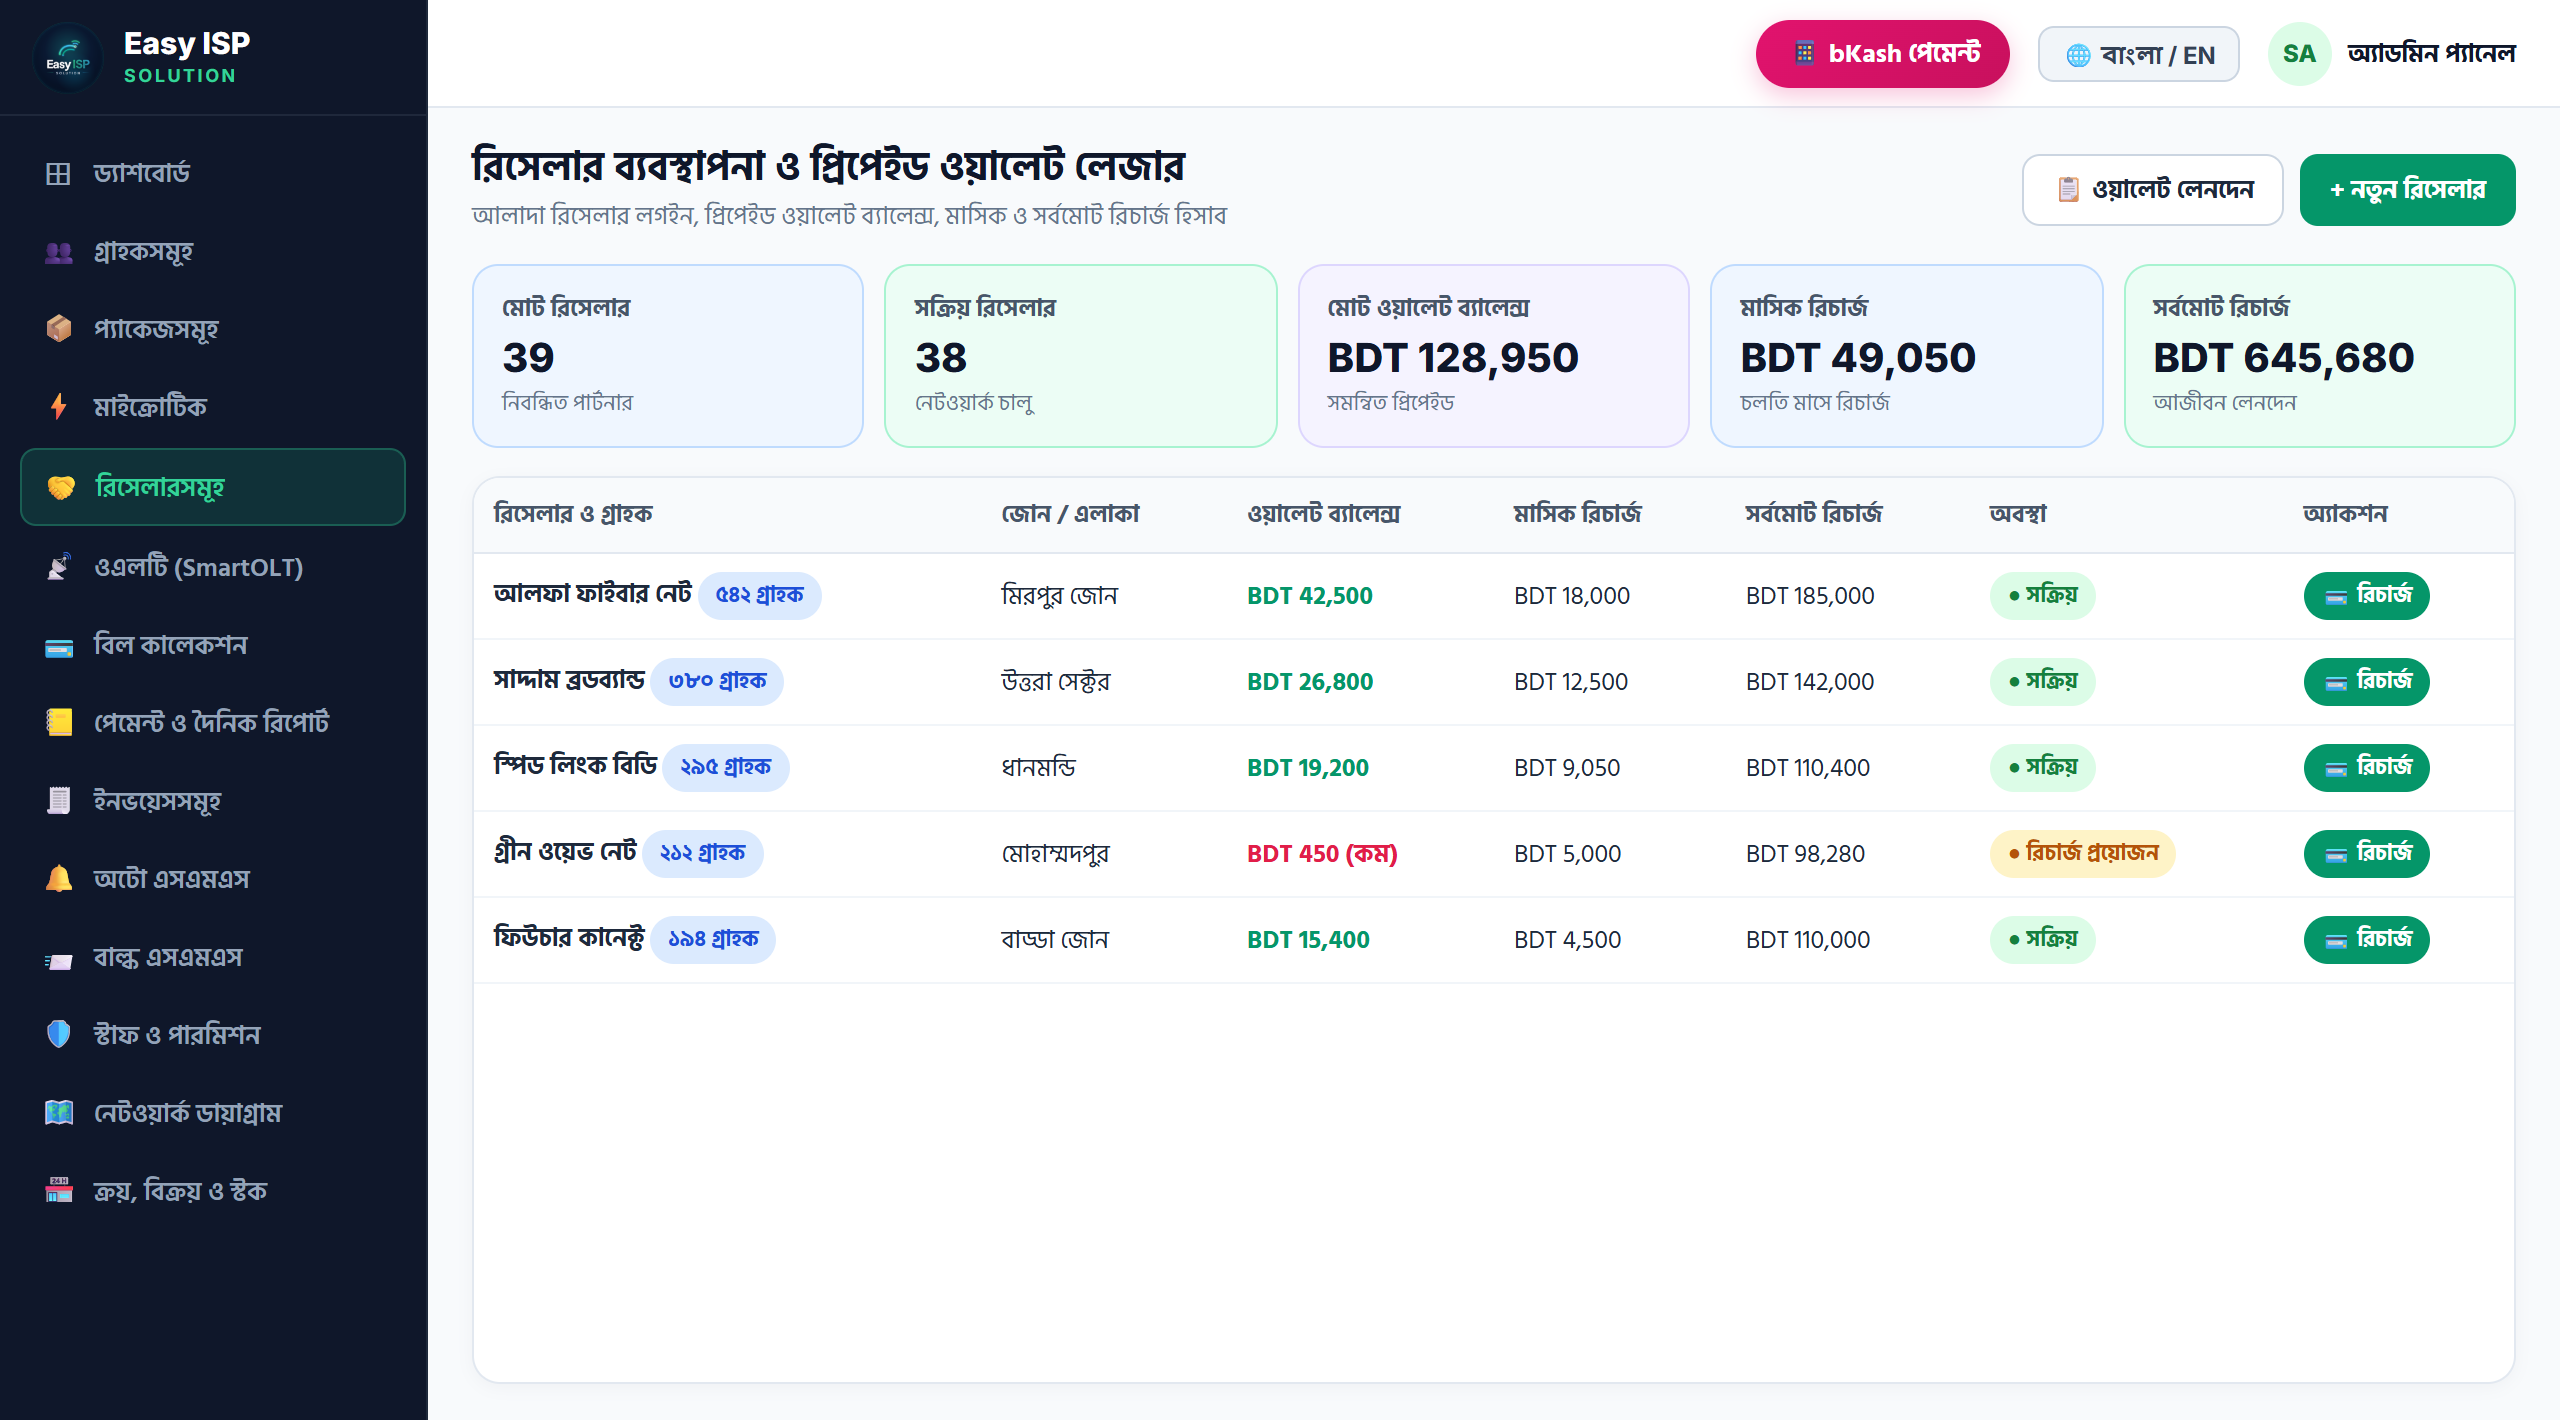 Easy ISP
SOLUTION
Easy ISP
SOLUTION
ড্যাশবোর্ড
গ্রাহকসমূহ
প্যাকেজসমূহ
মাইক্রোটিক
রিসেলারসমূহ
ওএলটি (SmartOLT)
বিল কালেকশন
পেমেন্ট ও দৈনিক রিপোর্ট
ইনভয়েসসমূহ
অটো এসএমএস
বাল্ক এসএমএস
স্টাফ ও পারমিশন
নেটওয়ার্ক ডায়াগ্রাম
ক্রয়, বিক্রয় ও স্টক
bKash পেমেন্ট
বাংলা / EN
SA অ্যাডমিন প্যানেল
রিসেলার ব্যবস্থাপনা ও প্রিপেইড ওয়ালেট লেজার
আলাদা রিসেলার লগইন, প্রিপেইড ওয়ালেট ব্যালেন্স, মাসিক ও সর্বমোট রিচার্জ হিসাব
ওয়ালেট লেনদেন
+ নতুন রিসেলার
মোট রিসেলার
39
নিবন্ধিত পার্টনার
সক্রিয় রিসেলার
38
নেটওয়ার্ক চালু
মোট ওয়ালেট ব্যালেন্স
BDT 128,950
সমন্বিত প্রিপেইড
মাসিক রিচার্জ
BDT 49,050
চলতি মাসে রিচার্জ
সর্বমোট রিচার্জ
BDT 645,680
আজীবন লেনদেন
রিসেলার ও গ্রাহক জোন / এলাকা ওয়ালেট ব্যালেন্স মাসিক রিচার্জ সর্বমোট রিচার্জ অবস্থা অ্যাকশন
আলফা ফাইবার নেট ৫৪২ গ্রাহক মিরপুর জোন BDT 42,500 BDT 18,000 BDT 185,000 ● সক্রিয় রিচার্জ
সাদ্দাম ব্রডব্যান্ড ৩৮০ গ্রাহক উত্তরা সেক্টর BDT 26,800 BDT 12,500 BDT 142,000 ● সক্রিয় রিচার্জ
স্পিড লিংক বিডি ২৯৫ গ্রাহক ধানমন্ডি BDT 19,200 BDT 9,050 BDT 110,400 ● সক্রিয় রিচার্জ
গ্রীন ওয়েভ নেট ২১২ গ্রাহক মোহাম্মদপুর BDT 450 (কম) BDT 5,000 BDT 98,280 ● রিচার্জ প্রয়োজন রিচার্জ
ফিউচার কানেক্ট ১৯৪ গ্রাহক বাড্ডা জোন BDT 15,400 BDT 4,500 BDT 110,000 ● সক্রিয় রিচার্জ